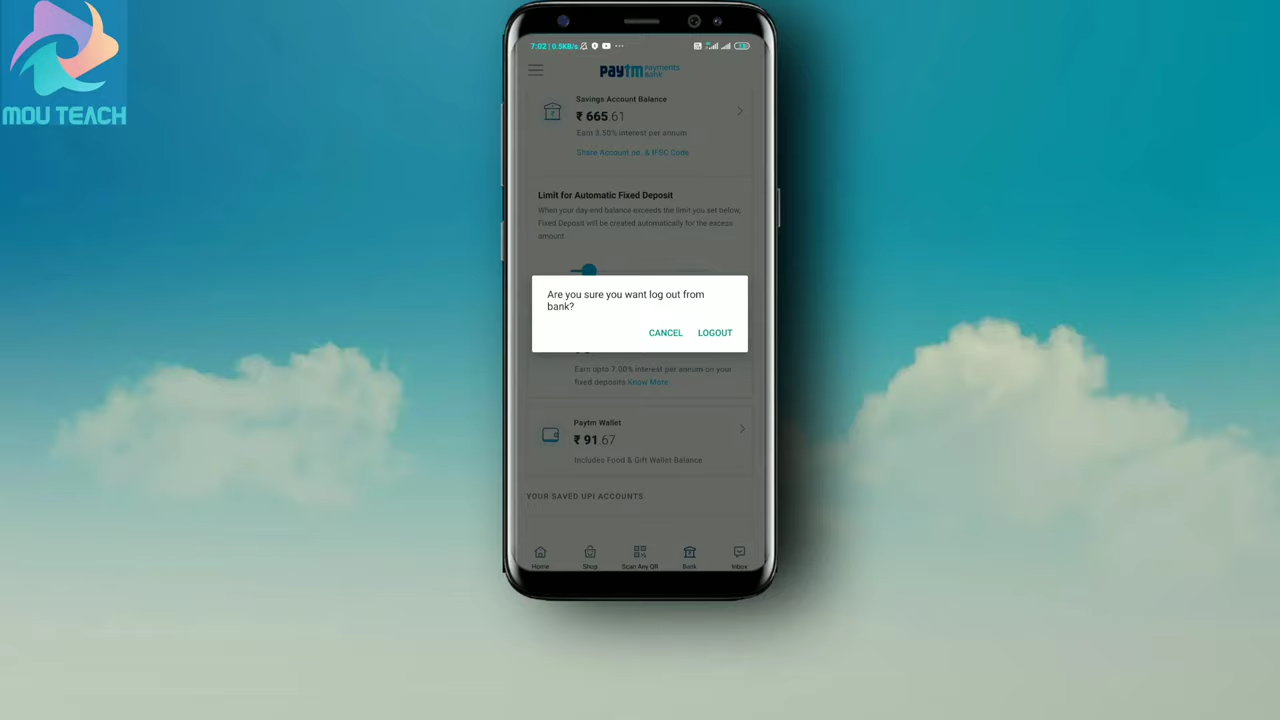 MOU TEACH
7:02 | 0.5KB/s
paytm Payments Bank
Savings Account Balance
₹ 665.61
Earn 3.50% interest per annum
Share Account no. & IFSC Code
Limit for Automatic Fixed Deposit
When your day end balance exceeds the limit you set below,
Fixed Deposit will be created automatically for the excess
amount
Are you sure you want log out from
bank?
CANCEL LOGOUT
Earn upto 7.00% interest per annum on your
fixed deposits Know More
Paytm Wallet
₹ 91.67
Includes Food & Gift Wallet Balance
YOUR SAVED UPI ACCOUNTS
Home Shop Scan Any QR Bank Inbox